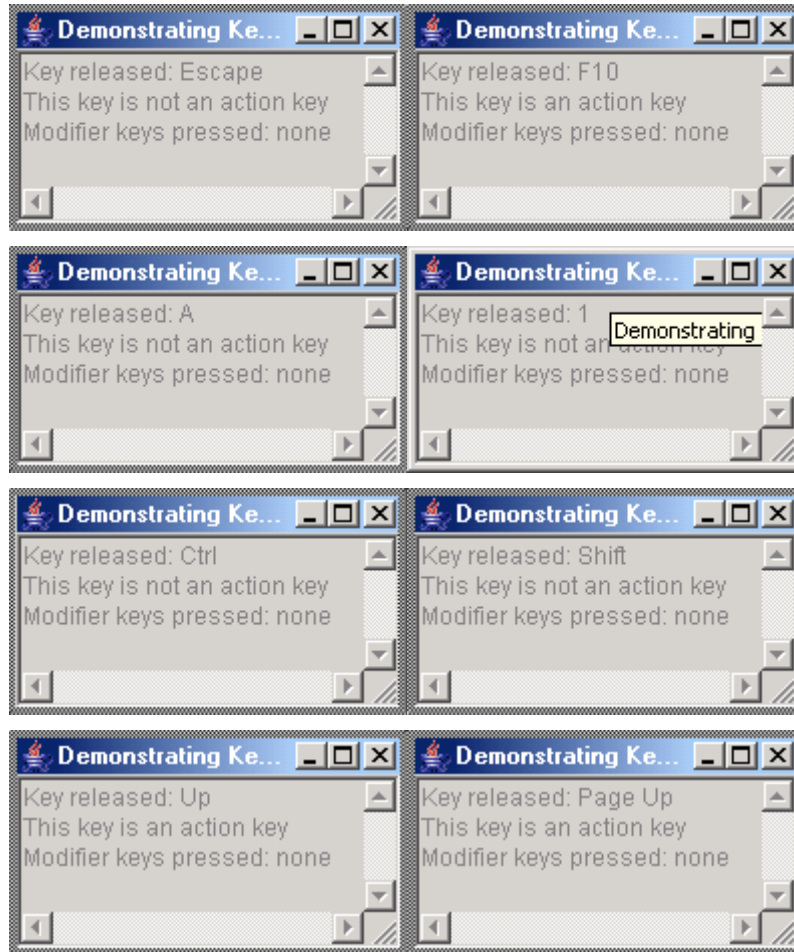 Demonstrating Ke...
Key released: Escape
This key is not an action key
Modifier keys pressed: none
Demonstrating Ke...
Key released: F10
This key is an action key
Modifier keys pressed: none
Demonstrating Ke...
Key released: A
This key is not an action key
Modifier keys pressed: none
Demonstrating Ke...
Key released: 1
Demonstrating
This key is not an action key
Modifier keys pressed: none
Demonstrating Ke...
Key released: Ctrl
This key is not an action key
Modifier keys pressed: none
Demonstrating Ke...
Key released: Shift
This key is not an action key
Modifier keys pressed: none
Demonstrating Ke...
Key released: Up
This key is an action key
Modifier keys pressed: none
Demonstrating Ke...
Key released: Page Up
This key is an action key
Modifier keys pressed: none